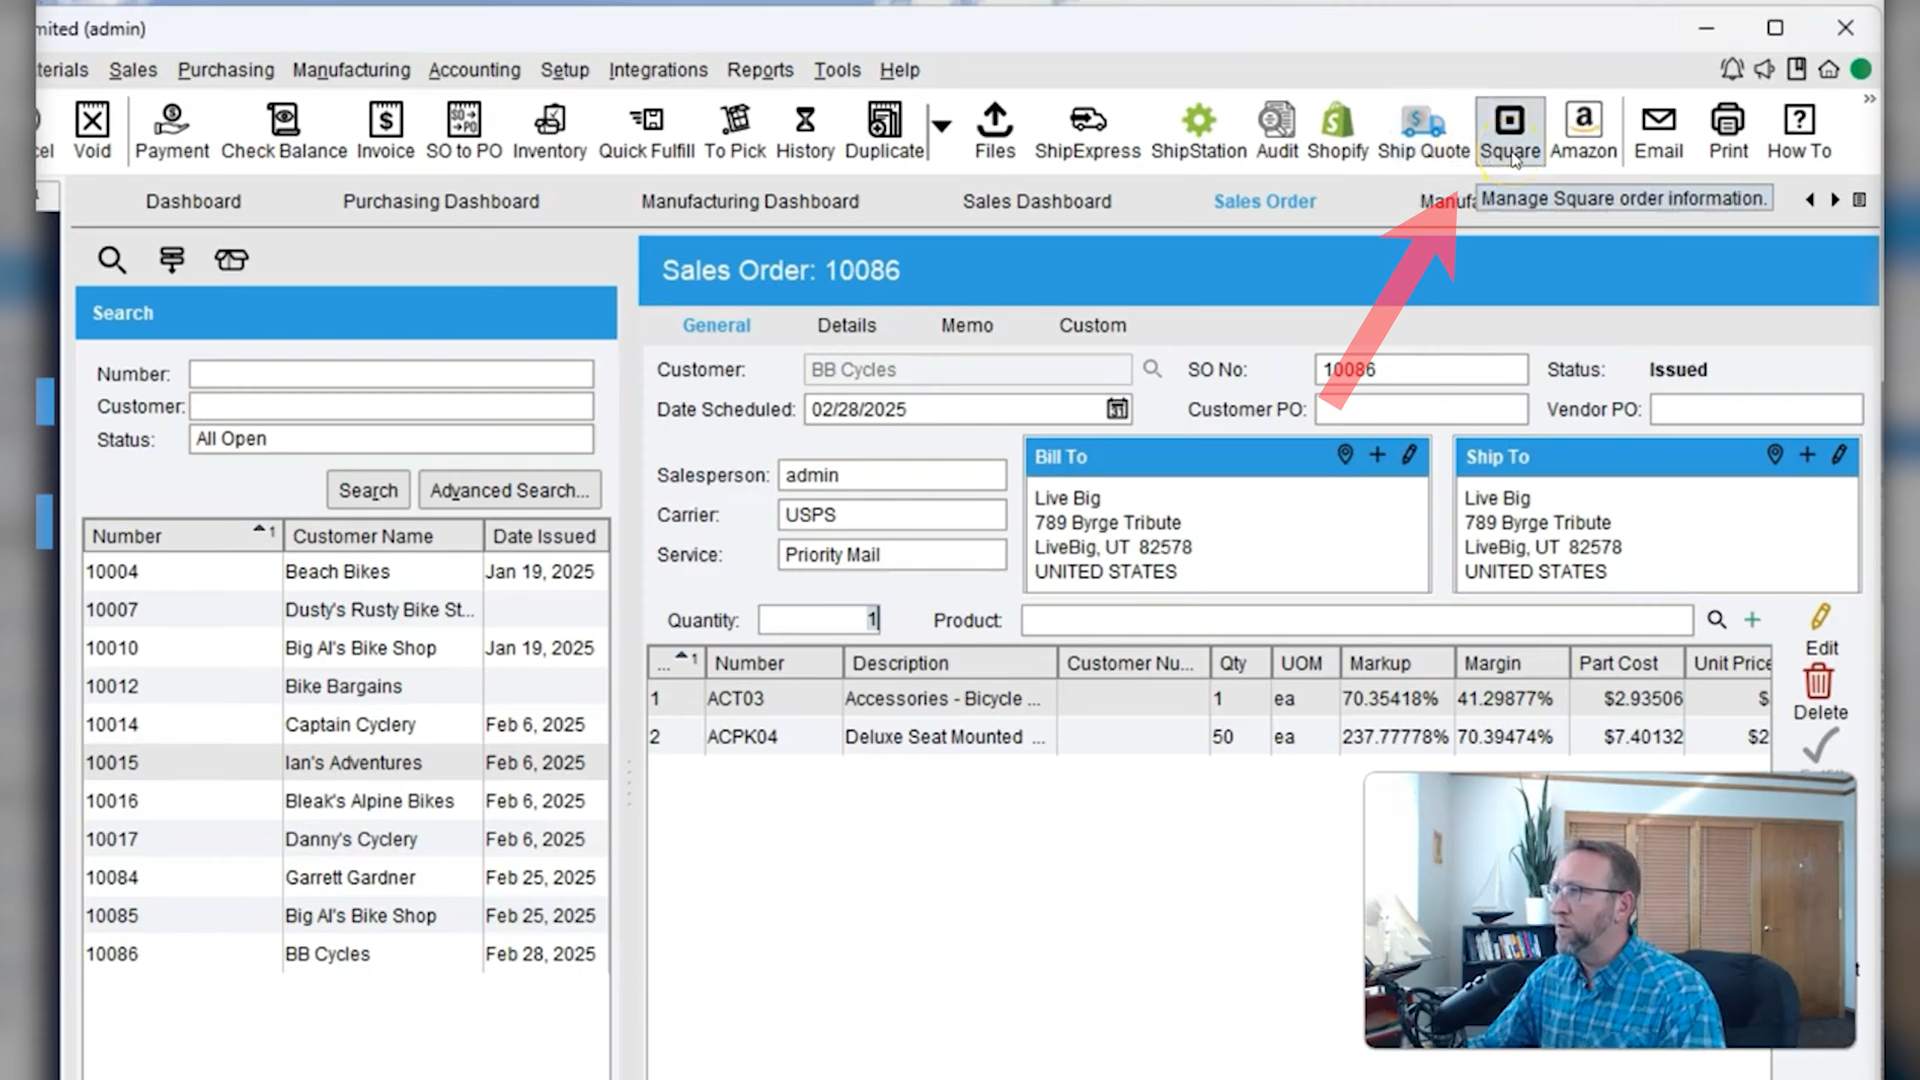 mited (admin)
terials Sales Purchasing Manufacturing Accounting Setup Integrations Reports Tools Help
cel Void Payment Check Balance Invoice SO to PO Inventory Quick Fulfill To Pick History Duplicate Files ShipExpress ShipStation Audit Shopify Ship Quote Square Amazon Email Print How To
Dashboard Purchasing Dashboard Manufacturing Dashboard Sales Dashboard Sales Order Manufa
Manage Square order information.
Sales Order: 10086
Search
General Details Memo Custom
Number:
Customer:
Status: All Open
Search Advanced Search...
Customer: BB Cycles SO No: 10086 Status: Issued
Date Scheduled: 02/28/2025 Customer PO: Vendor PO:
Salesperson: admin
Carrier: USPS
Service: Priority Mail
Bill To
Live Big
789 Byrge Tribute
LiveBig, UT 82578
UNITED STATES
Ship To
Live Big
789 Byrge Tribute
LiveBig, UT 82578
UNITED STATES
Number 1 Customer Name Date Issued
10004 Beach Bikes Jan 19, 2025
10007 Dusty's Rusty Bike St...
10010 Big Al's Bike Shop Jan 19, 2025
10012 Bike Bargains
10014 Captain Cyclery Feb 6, 2025
10015 Ian's Adventures Feb 6, 2025
10016 Bleak's Alpine Bikes Feb 6, 2025
10017 Danny's Cyclery Feb 6, 2025
10084 Garrett Gardner Feb 25, 2025
10085 Big Al's Bike Shop Feb 25, 2025
10086 BB Cycles Feb 28, 2025
Quantity: 1 Product:
... 1 Number Description Customer Nu... Qty UOM Markup Margin Part Cost Unit Price
1 ACT03 Accessories - Bicycle ... 1 ea 70.35418% 41.29877% $2.93506 $
2 ACPK04 Deluxe Seat Mounted ... 50 ea 237.77778% 70.39474% $7.40132 $2
Edit
Delete